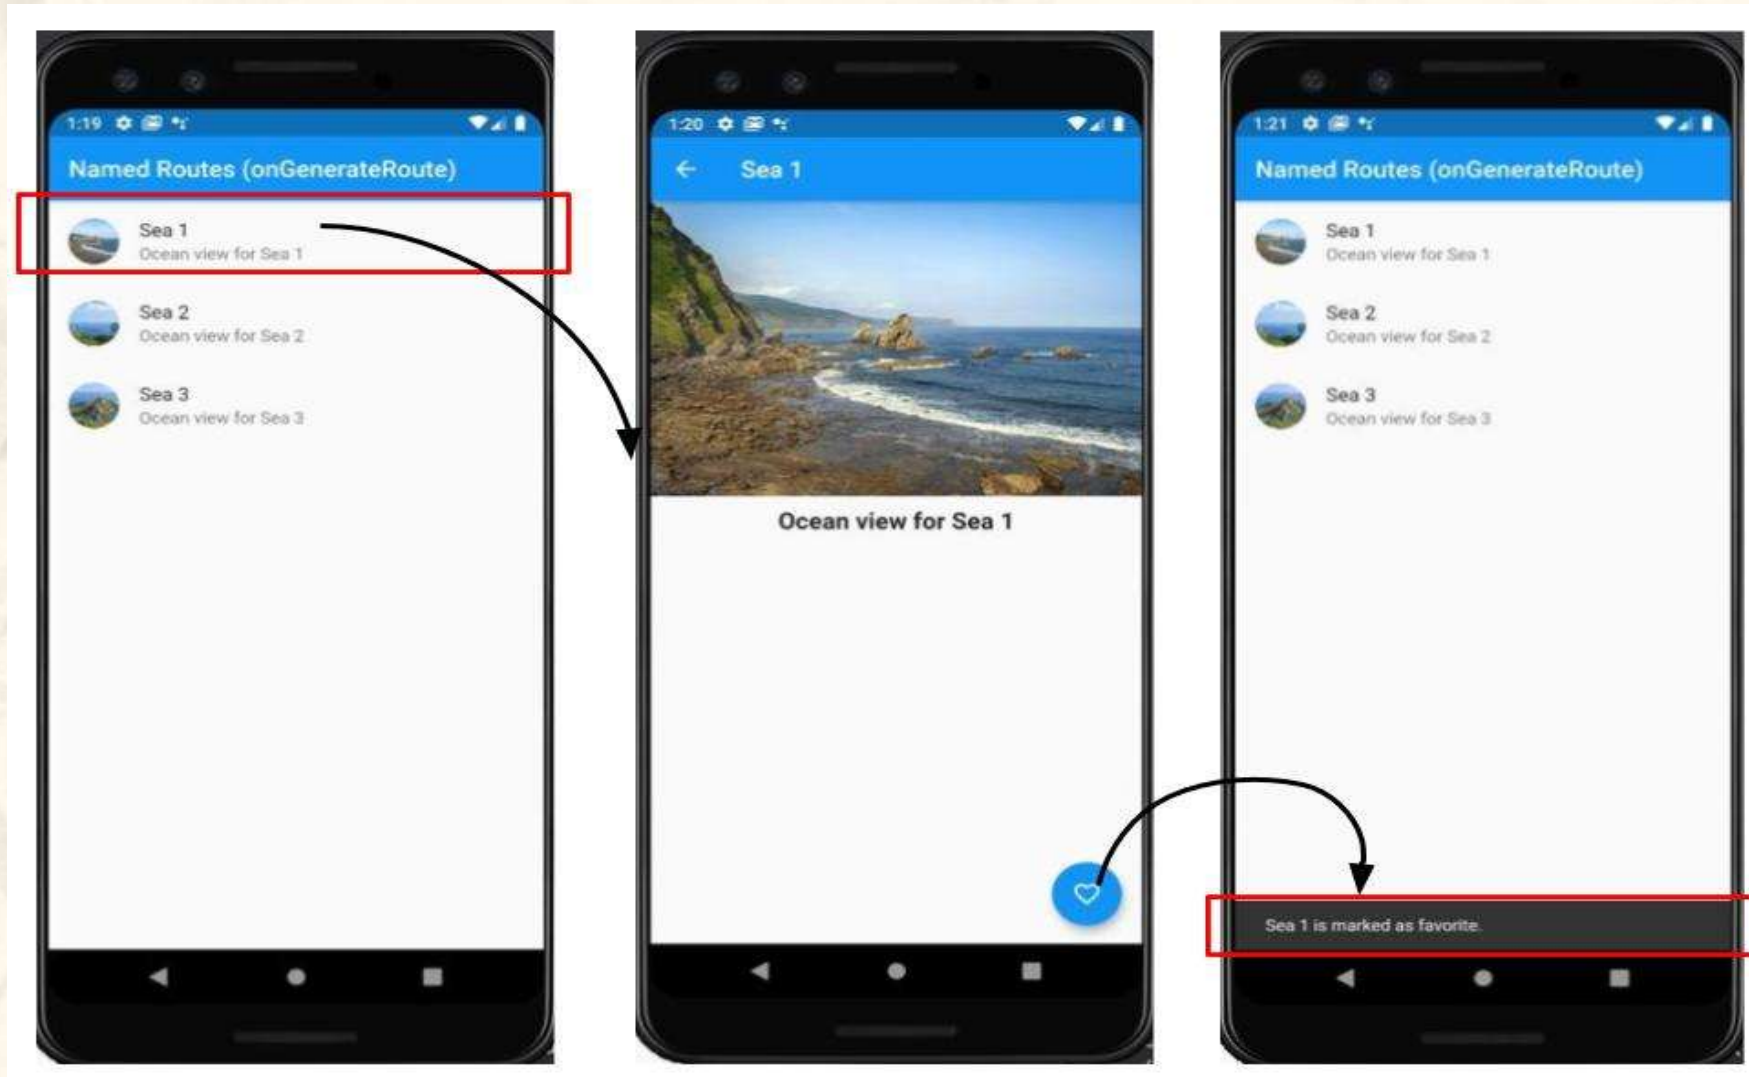 1:19
Named Routes (onGenerateRoute)
Sea 1
Ocean view for Sea 1
Sea 2
Ocean view for Sea 2
Sea 3
Ocean view for Sea 3
1:20
Sea 1
Ocean view for Sea 1
1:21
Named Routes (onGenerateRoute)
Sea 1
Ocean view for Sea 1
Sea 2
Ocean view for Sea 2
Sea 3
Ocean view for Sea 3
Sea 1 is marked as favorite.